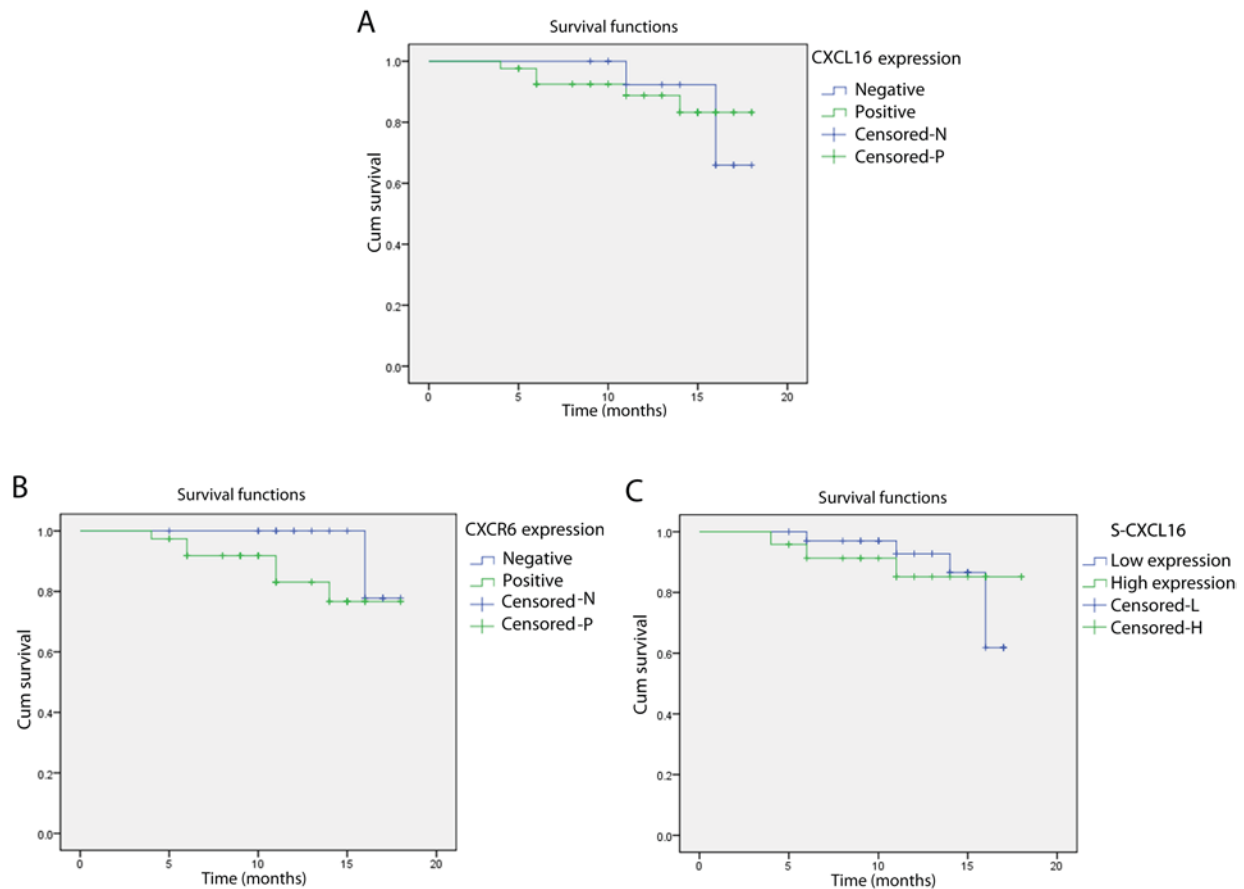 A
Survival functions
CXCL16 expression
Negative
Positive
Censored-N
Censored-P
Cum survival
1.0
0.8
0.6
0.4
0.2
0.0
0 5 10 15 20
Time (months)
B
Survival functions
CXCR6 expression
Negative
Positive
Censored-N
Censored-P
Cum survival
1.0
0.8
0.6
0.4
0.2
0.0
0 5 10 15 20
Time (months)
C
Survival functions
S-CXCL16
Low expression
High expression
Censored-L
Censored-H
Cum survival
1.0
0.8
0.6
0.4
0.2
0.0
0 5 10 15 20
Time (months)